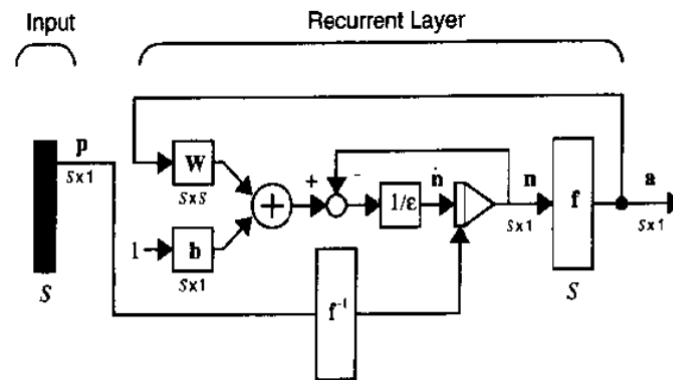 Input
Recurrent Layer
p
S x 1
S
W
S x S
1
b
S x 1
+
+
-
1/ε
ṅ
n
S x 1
f
S
a
S x 1
f⁻¹